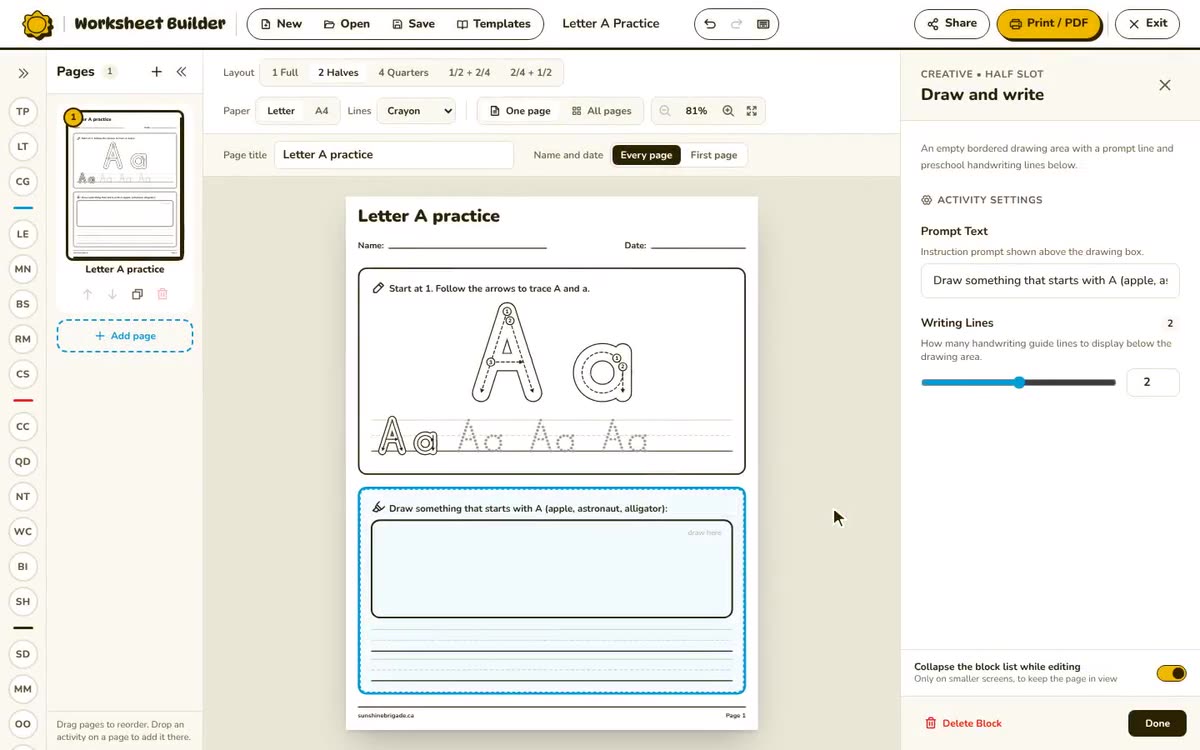 Worksheet Builder
New
Open
Save
Templates
Letter A Practice
Share
Print / PDF
Exit
TP
LT
CG
LE
MN
BS
RM
CS
CC
QD
NT
WC
BI
SH
SD
MM
OO
Pages 1
1
Letter A practice
Add page
Drag pages to reorder. Drop an
activity on a page to add it there.
Layout 1 Full 2 Halves 4 Quarters 1/2 + 2/4 2/4 + 1/2
Paper Letter A4 Lines Crayon One page All pages 81%
Page title Letter A practice Name and date Every page First page
Letter A practice
Name: Date:
Start at 1. Follow the arrows to trace A and a.
A a
Aa Aa Aa Aa
Draw something that starts with A (apple, astronaut, alligator):
draw here
sunshinebrigade.ca Page 1
CREATIVE • HALF SLOT
Draw and write
An empty bordered drawing area with a prompt line and
preschool handwriting lines below.
ACTIVITY SETTINGS
Prompt Text
Instruction prompt shown above the drawing box.
Draw something that starts with A (apple, as
Writing Lines 2
How many handwriting guide lines to display below the
drawing area.
2
Collapse the block list while editing
Only on smaller screens, to keep the page in view
Delete Block
Done